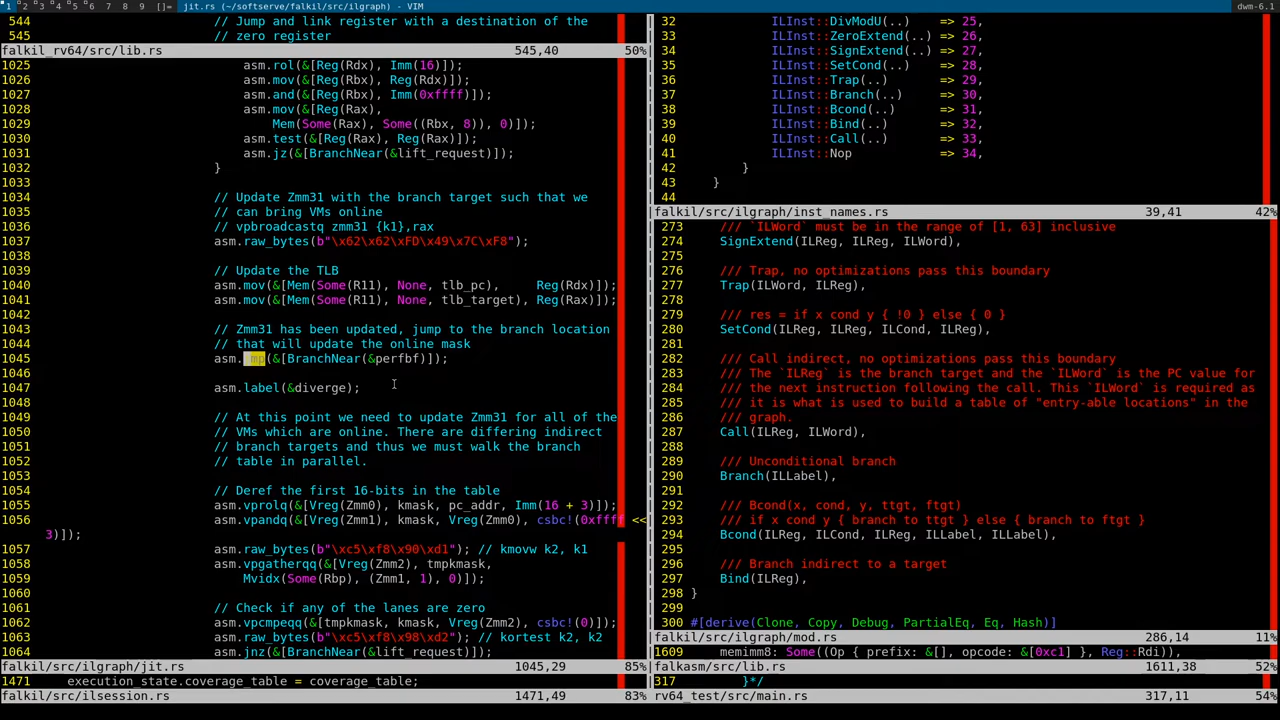 1 2 3 4 5 6 7 8 9 []= jit.rs (~/softserve/falkil/src/ilgraph) - VIM dwm-6.1
544 // Jump and link register with a destination of the
545 // zero register
falkil_rv64/src/lib.rs 545,40 50%
1025 asm.rol(&[Reg(Rdx), Imm(16)]);
1026 asm.mov(&[Reg(Rbx), Reg(Rdx)]);
1027 asm.and(&[Reg(Rbx), Imm(0xffff)]);
1028 asm.mov(&[Reg(Rax),
1029 Mem(Some(Rax), Some((Rbx, 8)), 0)]);
1030 asm.test(&[Reg(Rax), Reg(Rax)]);
1031 asm.jz(&[BranchNear(&lift_request)]);
1032 }
1033
1034 // Update Zmm31 with the branch target such that we
1035 // can bring VMs online
1036 // vpbroadcastq zmm31 {k1},rax
1037 asm.raw_bytes(b"\x62\x62\xFD\x49\x7C\xF8");
1038
1039 // Update the TLB
1040 asm.mov(&[Mem(Some(R11), None, tlb_pc), Reg(Rdx)]);
1041 asm.mov(&[Mem(Some(R11), None, tlb_target), Reg(Rax)]);
1042
1043 // Zmm31 has been updated, jump to the branch location
1044 // that will update the online mask
1045 asm.jmp(&[BranchNear(&perfbf)]);
1046
1047 asm.label(&diverge);
1048
1049 // At this point we need to update Zmm31 for all of the
1050 // VMs which are online. There are differing indirect
1051 // branch targets and thus we must walk the branch
1052 // table in parallel.
1053
1054 // Deref the first 16-bits in the table
1055 asm.vprolq(&[Vreg(Zmm0), kmask, pc_addr, Imm(16 + 3)]);
1056 asm.vpandq(&[Vreg(Zmm1), kmask, Vreg(Zmm0), csbc!(0xffff <<
3)]);
1057 asm.raw_bytes(b"\xc5\xf8\x90\xd1"); // kmovw k2, k1
1058 asm.vpgatherqq(&[Vreg(Zmm2), tmpkmask,
1059 Mvidx(Some(Rbp), (Zmm1, 1), 0)]);
1060
1061 // Check if any of the lanes are zero
1062 asm.vpcmpeqq(&[tmpkmask, kmask, Vreg(Zmm2), csbc!(0)]);
1063 asm.raw_bytes(b"\xc5\xf8\x98\xd2"); // kortest k2, k2
1064 asm.jnz(&[BranchNear(&lift_request)]);
falkil/src/ilgraph/jit.rs 1045,29 85%
1471 execution_state.coverage_table = coverage_table;
falkil/src/ilsession.rs 1471,49 83%
32 ILInst::DivModU(..) => 25,
33 ILInst::ZeroExtend(..) => 26,
34 ILInst::SignExtend(..) => 27,
35 ILInst::SetCond(..) => 28,
36 ILInst::Trap(..) => 29,
37 ILInst::Branch(..) => 30,
38 ILInst::Bcond(..) => 31,
39 ILInst::Bind(..) => 32,
40 ILInst::Call(..) => 33,
41 ILInst::Nop => 34,
42 }
43 }
44
falkil/src/ilgraph/inst_names.rs 39,41 42%
273 /// `ILWord` must be in the range of [1, 63] inclusive
274 SignExtend(ILReg, ILReg, ILWord),
275
276 /// Trap, no optimizations pass this boundary
277 Trap(ILWord, ILReg),
278
279 /// res = if x cond y { !0 } else { 0 }
280 SetCond(ILReg, ILReg, ILCond, ILReg),
281
282 /// Call indirect, no optimizations pass this boundary
283 /// The `ILReg` is the branch target and the `ILWord` is the PC value for
284 /// the next instruction following the call. This `ILWord` is required as
285 /// it is what is used to build a table of "entry-able locations" in the
286 /// graph.
287 Call(ILReg, ILWord),
288
289 /// Unconditional branch
290 Branch(ILLabel),
291
292 /// Bcond(x, cond, y, ttgt, ftgt)
293 /// if x cond y { branch to ttgt } else { branch to ftgt }
294 Bcond(ILReg, ILCond, ILReg, ILLabel, ILLabel),
295
296 /// Branch indirect to a target
297 Bind(ILReg),
298 }
299
300 #[derive(Clone, Copy, Debug, PartialEq, Eq, Hash)]
falkil/src/ilgraph/mod.rs 286,14 11%
1609 memimm8: Some((Op { prefix: &[], opcode: &[0xc1] }, Reg::Rdi)),
falkasm/src/lib.rs 1611,38 52%
317 }*/
rv64_test/src/main.rs 317,11 54%